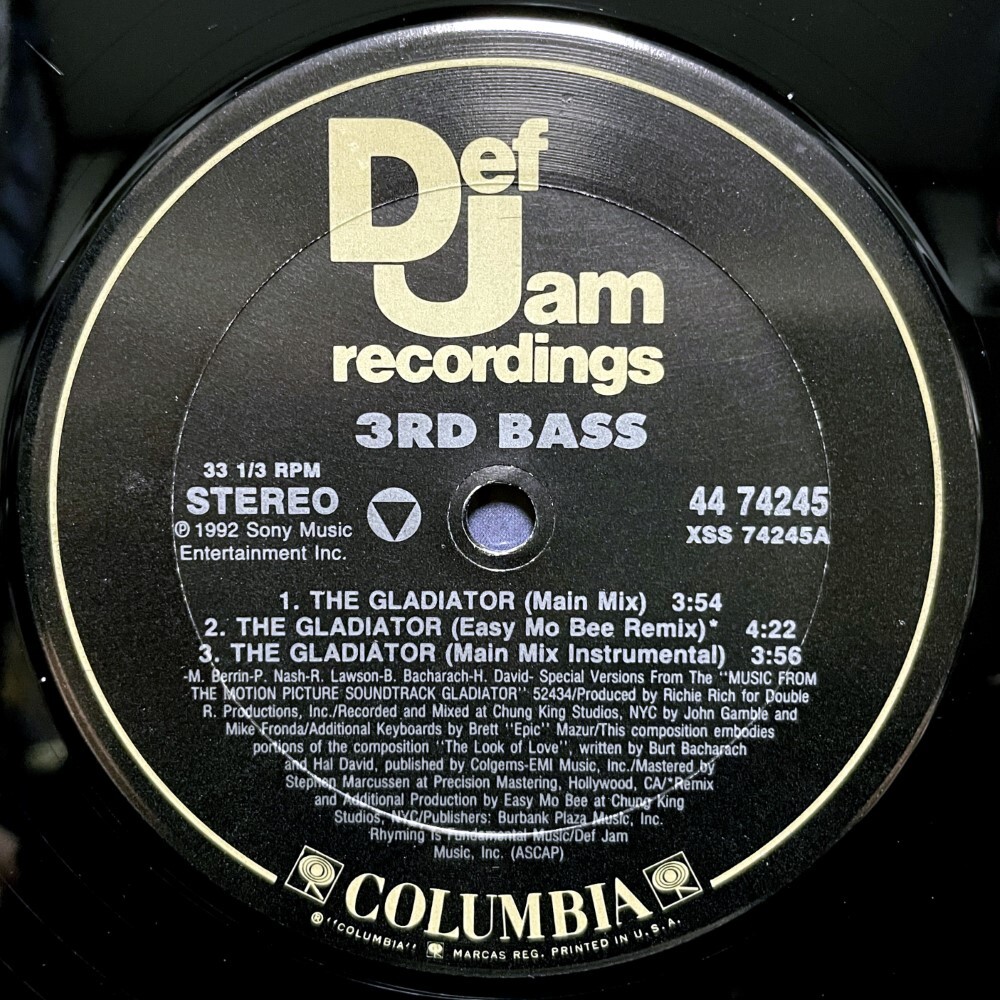 Def
Jam
recordings
3RD BASS
33 1/3 RPM
STEREO
℗ 1992 Sony Music
Entertainment Inc.
44 74245
XSS 74245A
1. THE GLADIATOR (Main Mix) 3:54
2. THE GLADIATOR (Easy Mo Bee Remix)* 4:22
3. THE GLADIATOR (Main Mix Instrumental) 3:56
-M. Berrin-P. Nash-R. Lawson-B. Bacharach-H. David- Special Versions From The "MUSIC FROM
THE MOTION PICTURE SOUNDTRACK GLADIATOR" 52434/Produced by Richie Rich for Double
R. Productions, Inc./Recorded and Mixed at Chung King Studios, NYC by John Gamble and
Mike Fronda/Additional Keyboards by Brett "Epic" Mazur/This composition embodies
portions of the composition "The Look of Love", written by Burt Bacharach
and Hal David, published by Colgems-EMI Music, Inc./Mastered by
Stephen Marcussen at Precision Mastering, Hollywood, CA/*Remix
and Additional Production by Easy Mo Bee at Chung King
Studios, NYC/Publishers: Burbank Plaza Music, Inc.
Rhyming Is Fundamental Music/Def Jam
Music, Inc. (ASCAP)
COLUMBIA
® "COLUMBIA" MARCAS REG. PRINTED IN U.S.A.